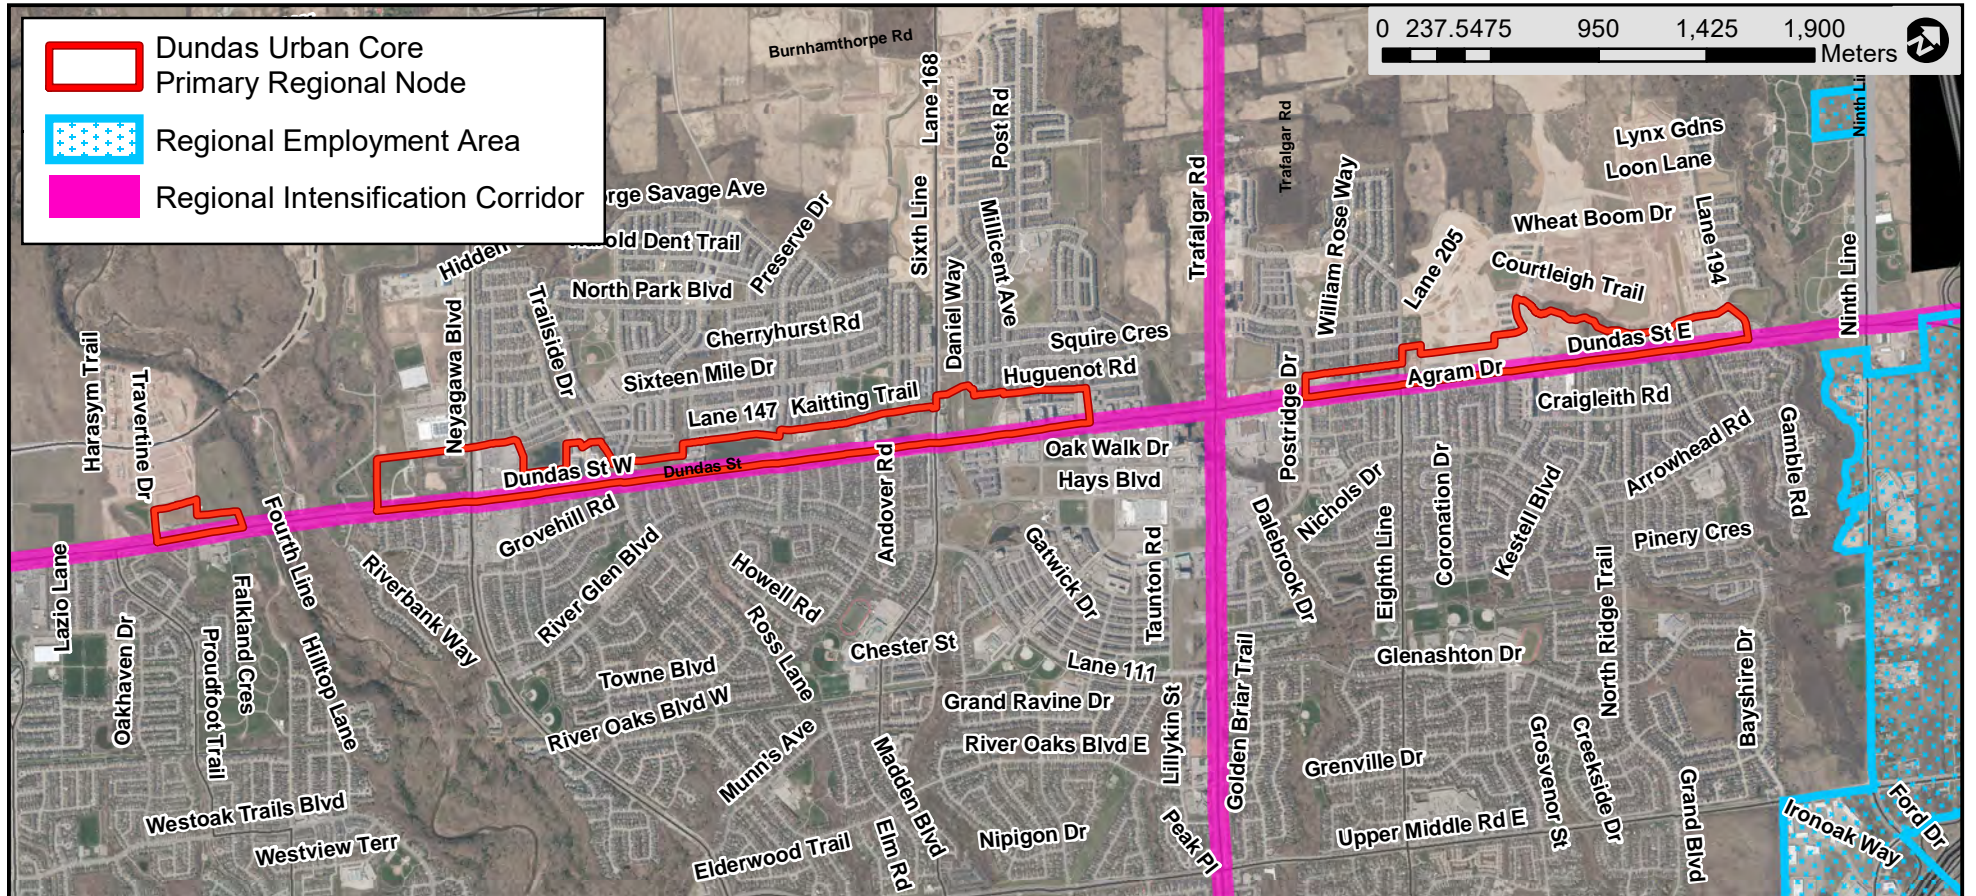 Dundas Urban Core
Primary Regional Node
Regional Employment Area
Regional Intensification Corridor
0 237.5475 950 1,425 1,900
Meters
N
Burnhamthorpe Rd
Lane 168
Post Rd
Trafalgar Rd
Trafalgar Rd
Ninth Lin
Lynx Gdns
Loon Lane
Wheat Boom Dr
Lane 194
Ninth Line
Ninth Line
orge Savage Ave
Preserve Dr
Sixth Line
Millicent Ave
William Rose Way
Lane 205
Courtleigh Trail
Hidden
arold Dent Trail
North Park Blvd
Trailside Dr
Neyagawa Blvd
Daniel Way
Cherryhurst Rd
Squire Cres
Sixteen Mile Dr
Huguenot Rd
Harasym Trail
Travertine Dr
Lane 147
Kaitting Trail
Postridge Dr
Agram Dr
Dundas St E
Craigleith Rd
Gamble Rd
Arrowhead Rd
Dundas St W
Dundas St
Andover Rd
Oak Walk Dr
Hays Blvd
Nichols Dr
Coronation Dr
Kestell Blvd
Grovehill Rd
Fourth Line
Dalebrook Dr
Eighth Line
Pinery Cres
North Ridge Trail
Lazio Lane
Riverbank Way
River Glen Blvd
Howell Rd
Gatwick Dr
Taunton Rd
Oakhaven Dr
Proudfoot Trail
Falkland Cres
Hilltop Lane
Ross Lane
Chester St
Lane 111
Glenashton Dr
Bayshire Dr
Towne Blvd
River Oaks Blvd W
Grand Ravine Dr
River Oaks Blvd E
Lillykin St
Golden Briar Trail
Munn's Ave
Madden Blvd
Grenville Dr
Grosvenor St
Creekside Dr
Grand Blvd
Westoak Trails Blvd
Westview Terr
Elderwood Trail
Elm Rd
Nipigon Dr
Peak Pl
Upper Middle Rd E
Ironoak Way
Ford Dr